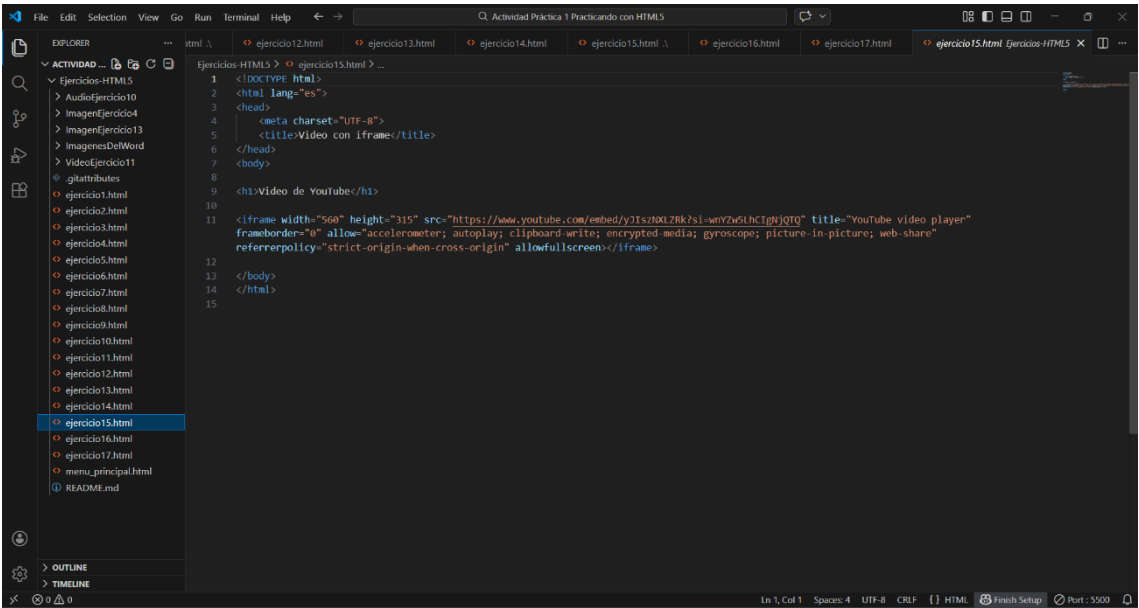 File Edit Selection View Go Run Terminal Help
Actividad Práctica 1 Practicando con HTML5
EXPLORER
html .\ ejercicio12.html ejercicio13.html ejercicio14.html ejercicio15.html .\ ejercicio16.html ejercicio17.html ejercicio15.html Ejercicios-HTML5
ACTIVIDAD ...
Ejercicios-HTML5 > ejercicio15.html > ...
Ejercicios-HTML5
AudioEjercicio10
ImagenEjercicio4
ImagenEjercicio13
ImagenesDelWord
VideoEjercicio11
.gitattributes
ejercicio1.html
ejercicio2.html
ejercicio3.html
ejercicio4.html
ejercicio5.html
ejercicio6.html
ejercicio7.html
ejercicio8.html
ejercicio9.html
ejercicio10.html
ejercicio11.html
ejercicio12.html
ejercicio13.html
ejercicio14.html
ejercicio15.html
ejercicio16.html
ejercicio17.html
menu_principal.html
README.md
OUTLINE
TIMELINE
1 <!DOCTYPE html>
2 <html lang="es">
3 <head>
4 <meta charset="UTF-8">
5 <title>Video con iframe</title>
6 </head>
7 <body>
8
9 <h1>Video de YouTube</h1>
10
11 <iframe width="560" height="315" src="https://www.youtube.com/embed/yJIszNXLZRk?si=wnYZw5LhCIgNjQTQ" title="YouTube video player"
frameborder="0" allow="accelerometer; autoplay; clipboard-write; encrypted-media; gyroscope; picture-in-picture; web-share"
referrerpolicy="strict-origin-when-cross-origin" allowfullscreen></iframe>
12
13 </body>
14 </html>
15
0 0 Ln 1, Col 1 Spaces: 4 UTF-8 CRLF {} HTML Finish Setup Port : 5500